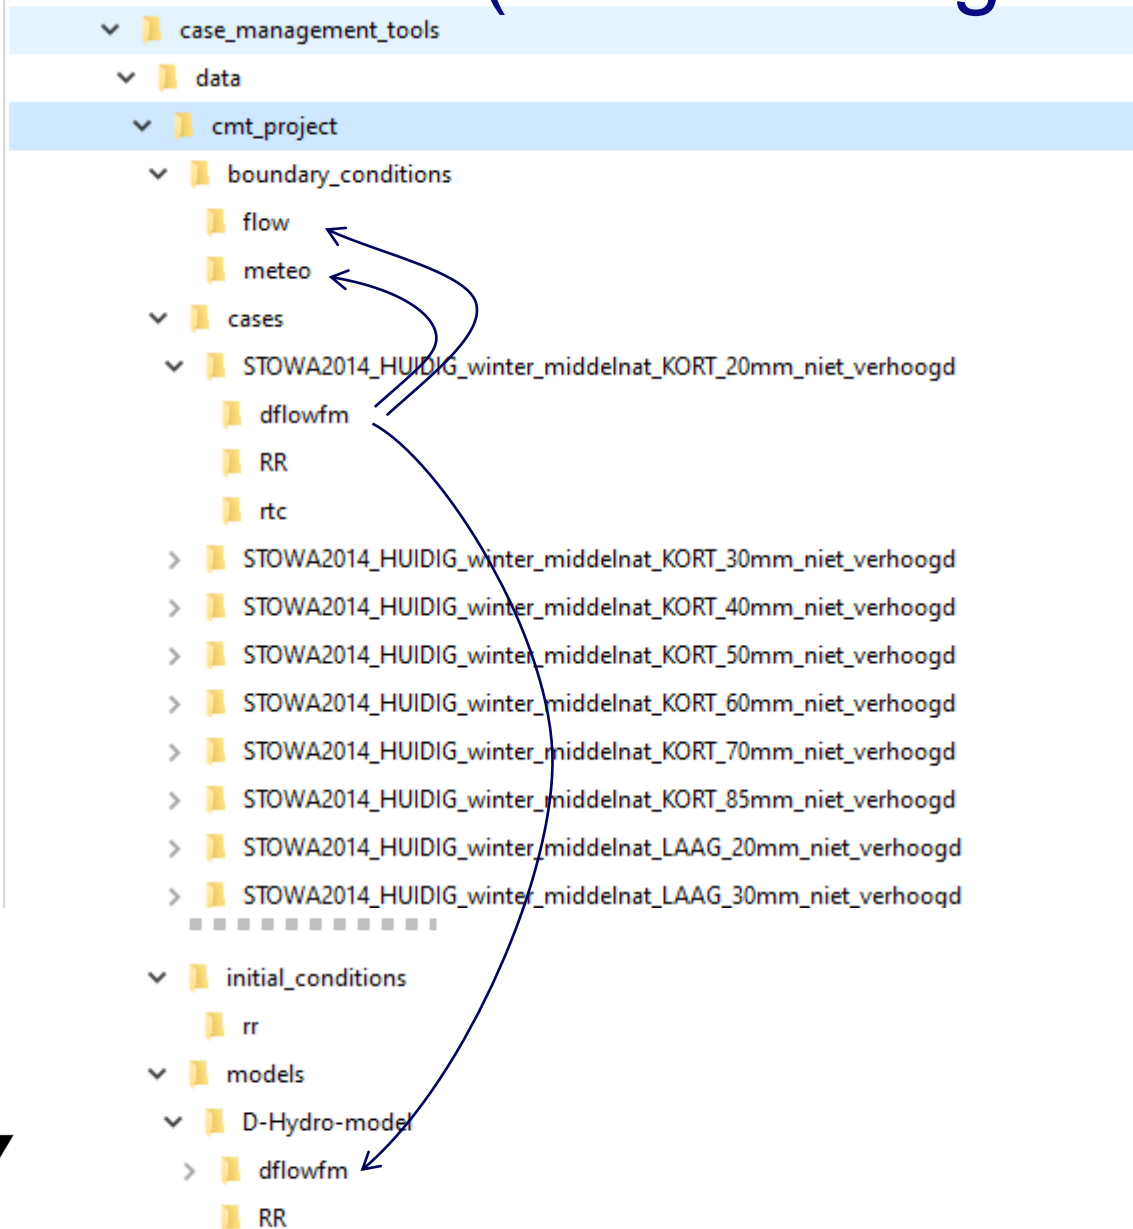 case_management_tools
data
cmt_project
boundary_conditions
flow
meteo
cases
STOWA2014_HUIDIG_winter_middelnat_KORT_20mm_niet_verhoogd
dflowfm
RR
rtc
STOWA2014_HUIDIG_winter_middelnat_KORT_30mm_niet_verhoogd
STOWA2014_HUIDIG_winter_middelnat_KORT_40mm_niet_verhoogd
STOWA2014_HUIDIG_winter_middelnat_KORT_50mm_niet_verhoogd
STOWA2014_HUIDIG_winter_middelnat_KORT_60mm_niet_verhoogd
STOWA2014_HUIDIG_winter_middelnat_KORT_70mm_niet_verhoogd
STOWA2014_HUIDIG_winter_middelnat_KORT_85mm_niet_verhoogd
STOWA2014_HUIDIG_winter_middelnat_LAAG_20mm_niet_verhoogd
STOWA2014_HUIDIG_winter_middelnat_LAAG_30mm_niet_verhoogd
initial_conditions
rr
models
D-Hydro-model
dflowfm
RR